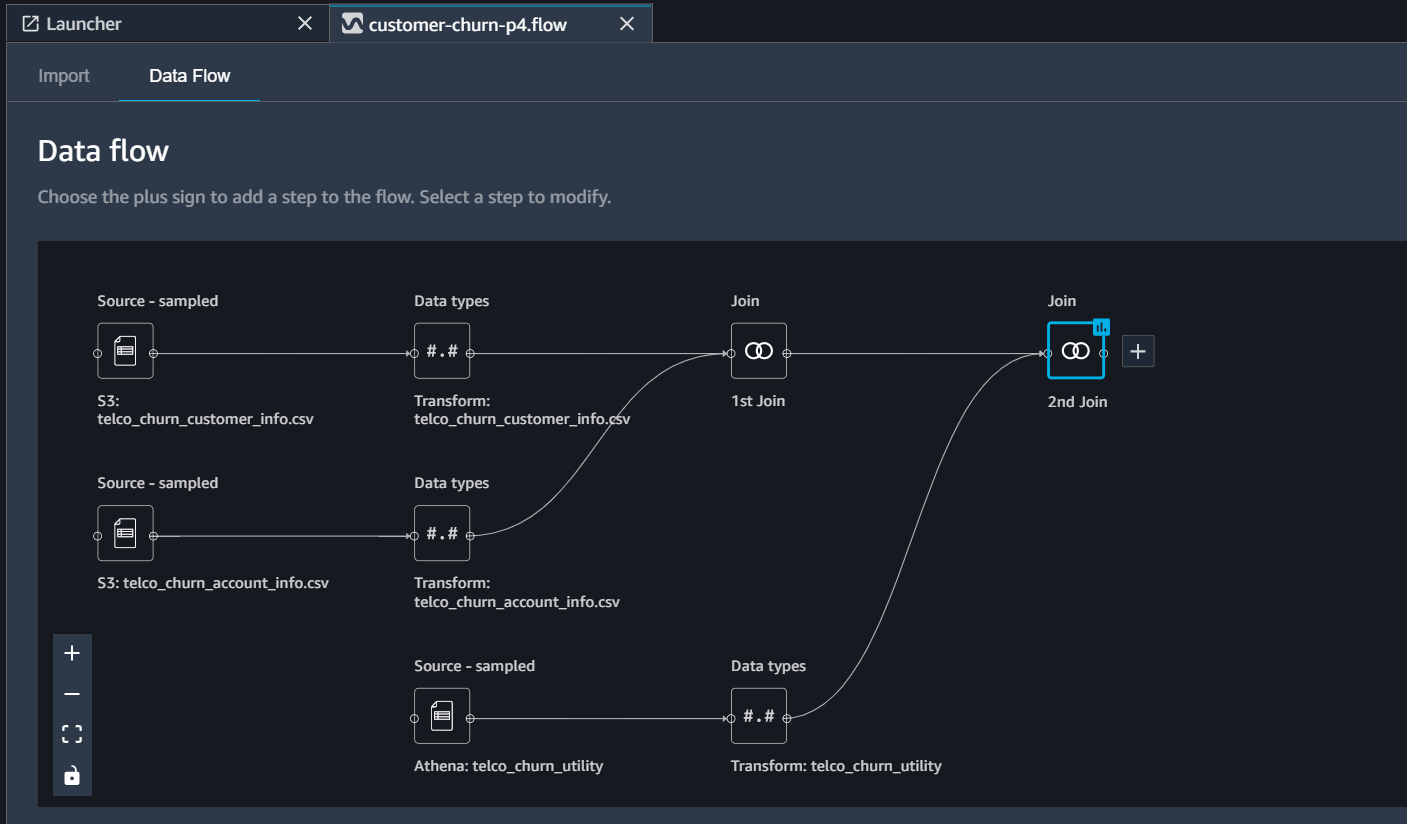 Launcher
customer-churn-p4.flow
Import
Data Flow
Data flow
Choose the plus sign to add a step to the flow. Select a step to modify.
Source - sampled
Data types
Join
Join
#.#
S3:
telco_churn_customer_info.csv
Transform:
telco_churn_customer_info.csv
1st Join
2nd Join
Source - sampled
Data types
#.#
S3: telco_churn_account_info.csv
Transform:
telco_churn_account_info.csv
Source - sampled
Data types
#.#
Athena: telco_churn_utility
Transform: telco_churn_utility